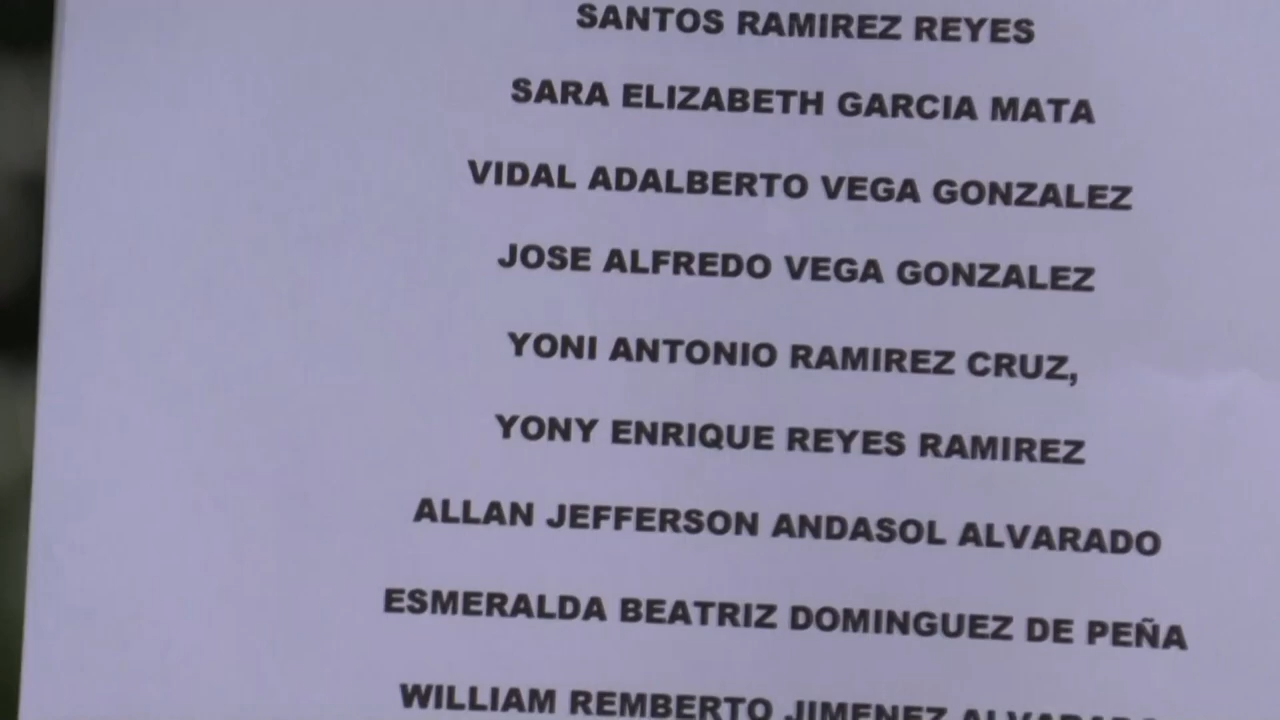 SANTOS RAMIREZ REYES
SARA ELIZABETH GARCIA MATA
VIDAL ADALBERTO VEGA GONZALEZ
JOSE ALFREDO VEGA GONZALEZ
YONI ANTONIO RAMIREZ CRUZ,
YONY ENRIQUE REYES RAMIREZ
ALLAN JEFFERSON ANDASOL ALVARADO
ESMERALDA BEATRIZ DOMINGUEZ DE PEÑA
WILLIAM REMBERTO JIMENEZ